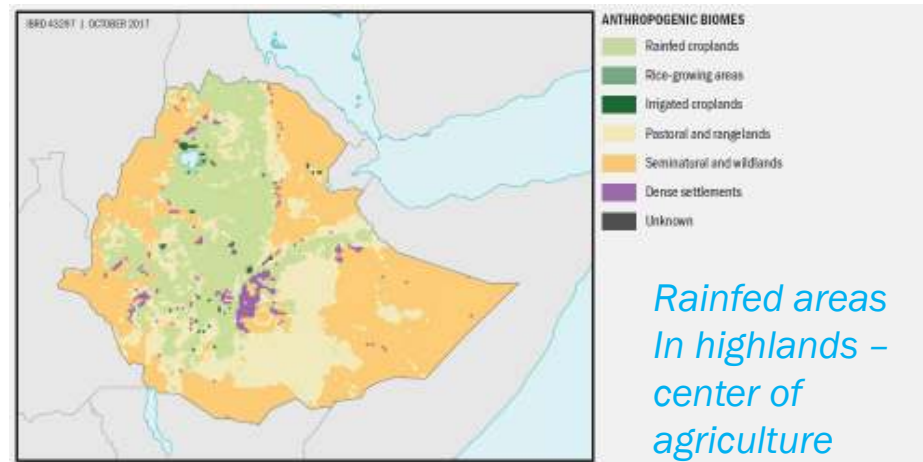 IBRD 43297 | OCTOBER 2017
ANTHROPOGENIC BIOMES
Rainfed croplands
Rice-growing areas
Irrigated croplands
Pastoral and rangelands
Seminatural and wildlands
Dense settlements
Unknown
Rainfed areas
In highlands –
center of
agriculture